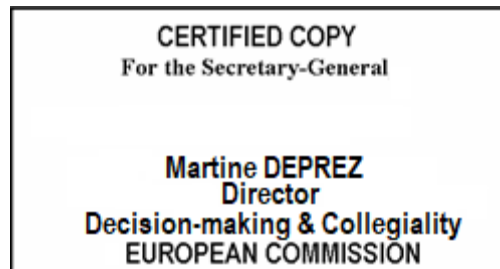 CERTIFIED COPY
For the Secretary-General
Martine DEPREZ
Director
Decision-making & Collegiality
EUROPEAN COMMISSION